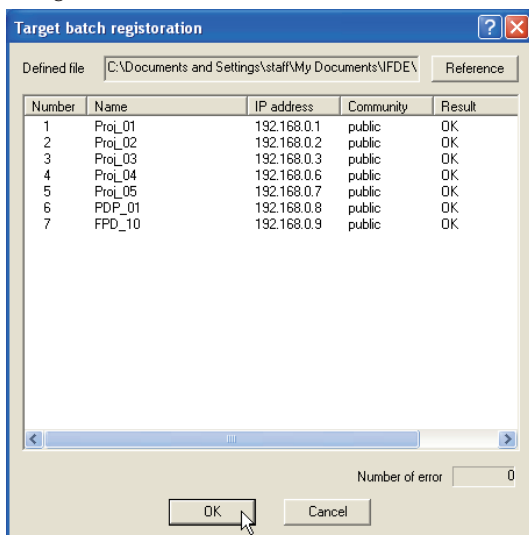 Target batch registoration
Defined file C:\Documents and Settings\staff\My Documents\IFDE\ Reference
Number Name IP address Community Result
1 Proj_01 192.168.0.1 public OK
2 Proj_02 192.168.0.2 public OK
3 Proj_03 192.168.0.3 public OK
4 Proj_04 192.168.0.6 public OK
5 Proj_05 192.168.0.7 public OK
6 PDP_01 192.168.0.8 public OK
7 FPD_10 192.168.0.9 public OK
Number of error 0
OK Cancel